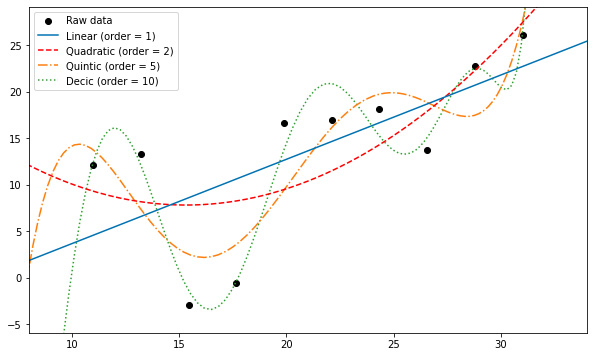 Raw data
Linear (order = 1)
Quadratic (order = 2)
Quintic (order = 5)
Decic (order = 10)
25
20
15
10
5
0
−5
10 15 20 25 30